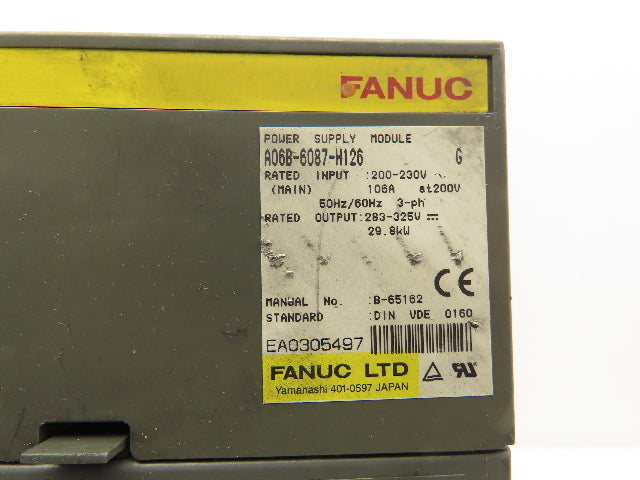 FANUC
POWER SUPPLY MODULE
A06B-6087-H126 G
RATED INPUT :200-230V
(MAIN) 106A at200V
50Hz/60Hz 3-ph
RATED OUTPUT:283-325V
29.8kW
CE
MANUAL No. :B-65162
STANDARD :DIN VDE 0160
EA0305497
FANUC LTD
Yamanashi 401-0597 JAPAN